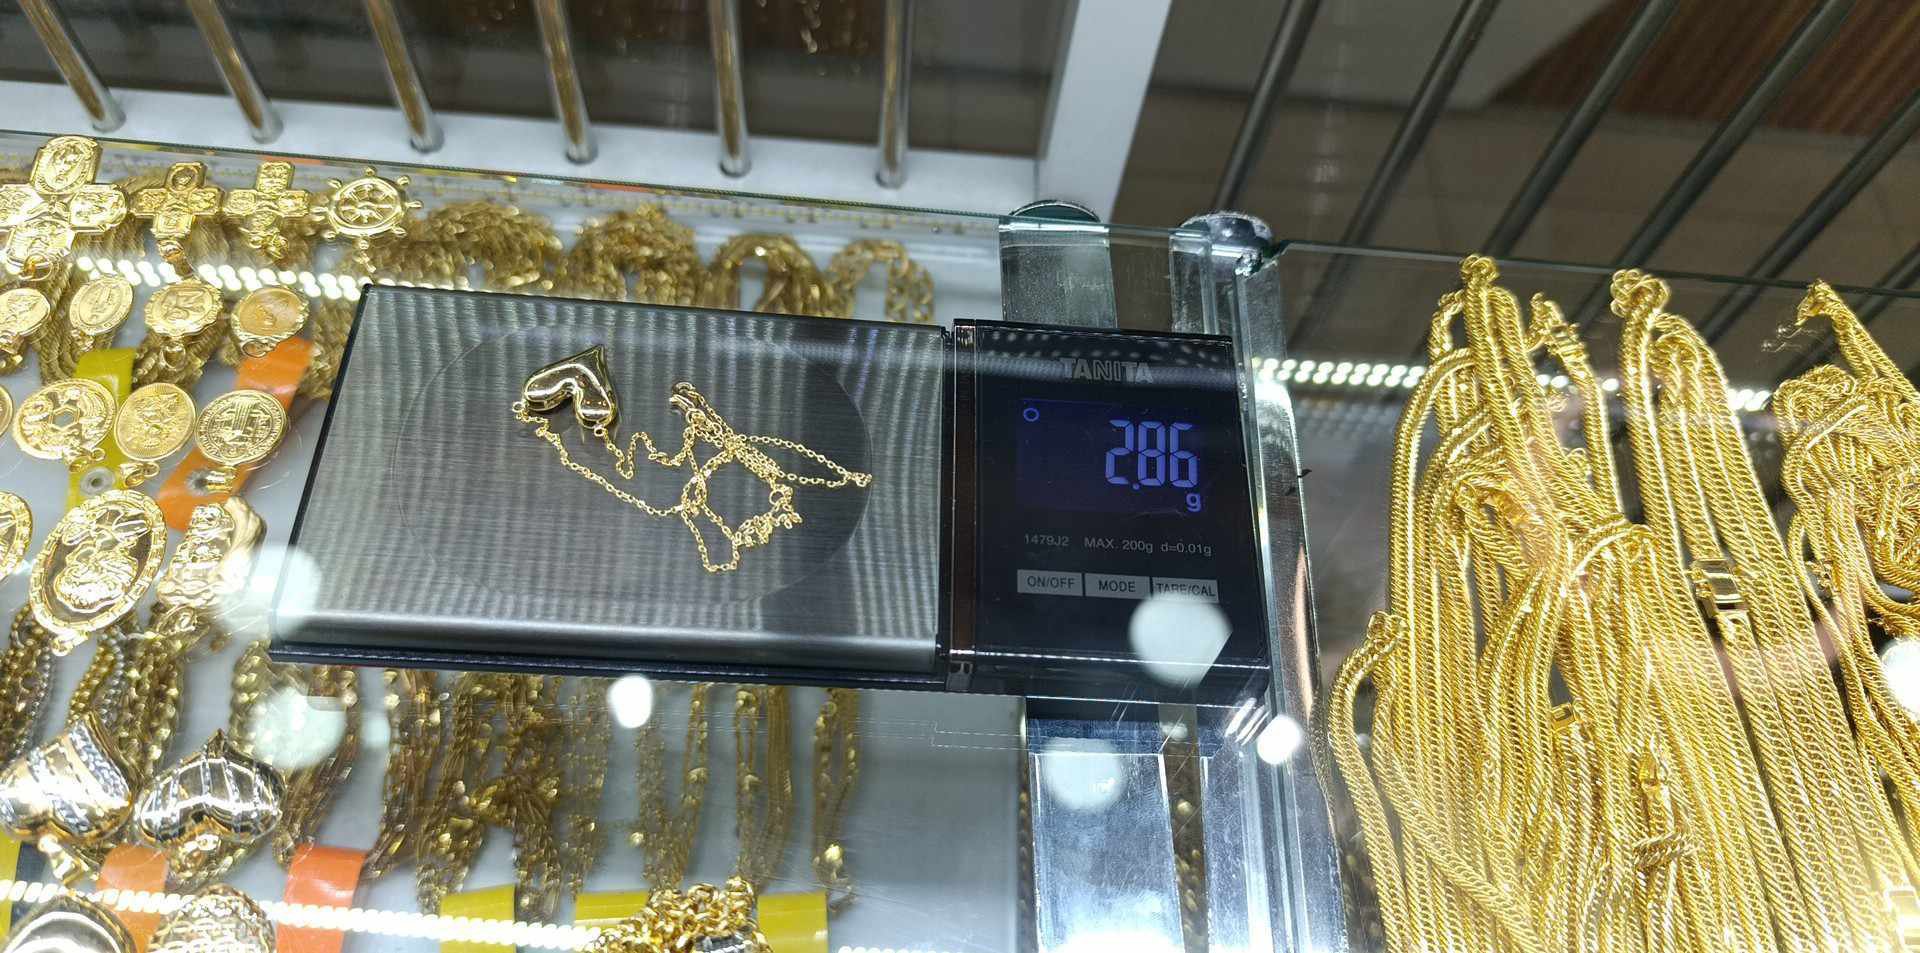 TANITA
2.86
g
1479J2 MAX. 200g d=0.01g
ON/OFF MODE TARE/CAL